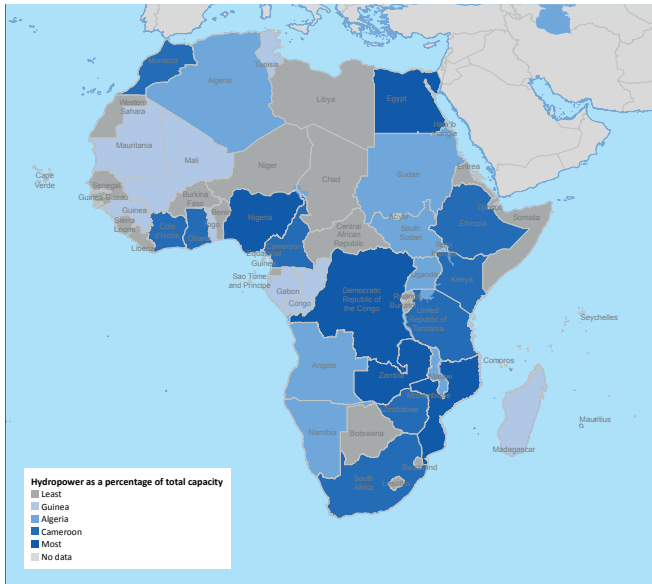 Morocco
Tunisia
Algeria
Libya
Egypt
Western
Sahara
Mauritania
Mali
Niger
Chad
Sudan
Eritrea
Cape
Verde
Senegal
Guinea-Bissau
Guinea
Burkina
Faso
Sierra
Leone
Liberia
Cote
Ghana
Nigeria
Cameroon
Central
African
Republic
South
Sudan
Ethiopia
Somalia
Equatorial
Guinea
Sao Tome
and Principe
Gabon
Congo
Democratic
Republic of
the Congo
Uganda
Kenya
United
Republic of
Tanzania
Seychelles
Comoros
Angola
Zambia
Zimbabwe
Namibia
Botswana
Madagascar
Mauritius
South
Africa
Swaziland
Lesotho
Hydropower as a percentage of total capacity
Least
Guinea
Algeria
Cameroon
Most
No data